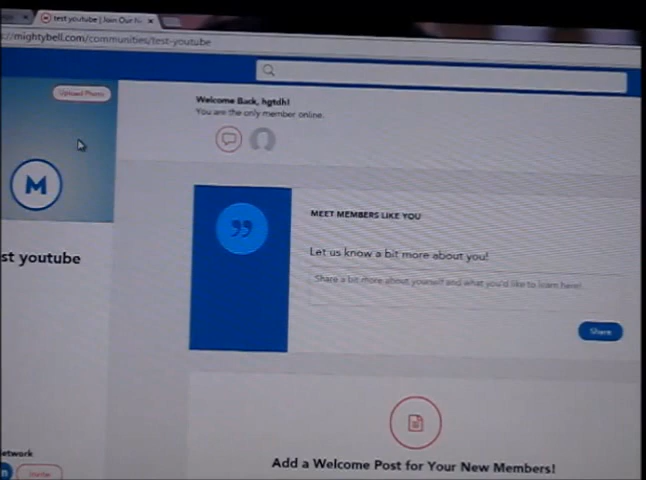 test youtube | Join Our
://mightybell.com/communities/test-youtube
Upload Photo
Welcome Back, hgtdh!
You are the only member online.
M
MEET MEMBERS LIKE YOU
Let us know a bit more about you!
Share a bit more about yourself and what you'd like to learn here!
st youtube
Share
etwork
Invite
Add a Welcome Post for Your New Members!